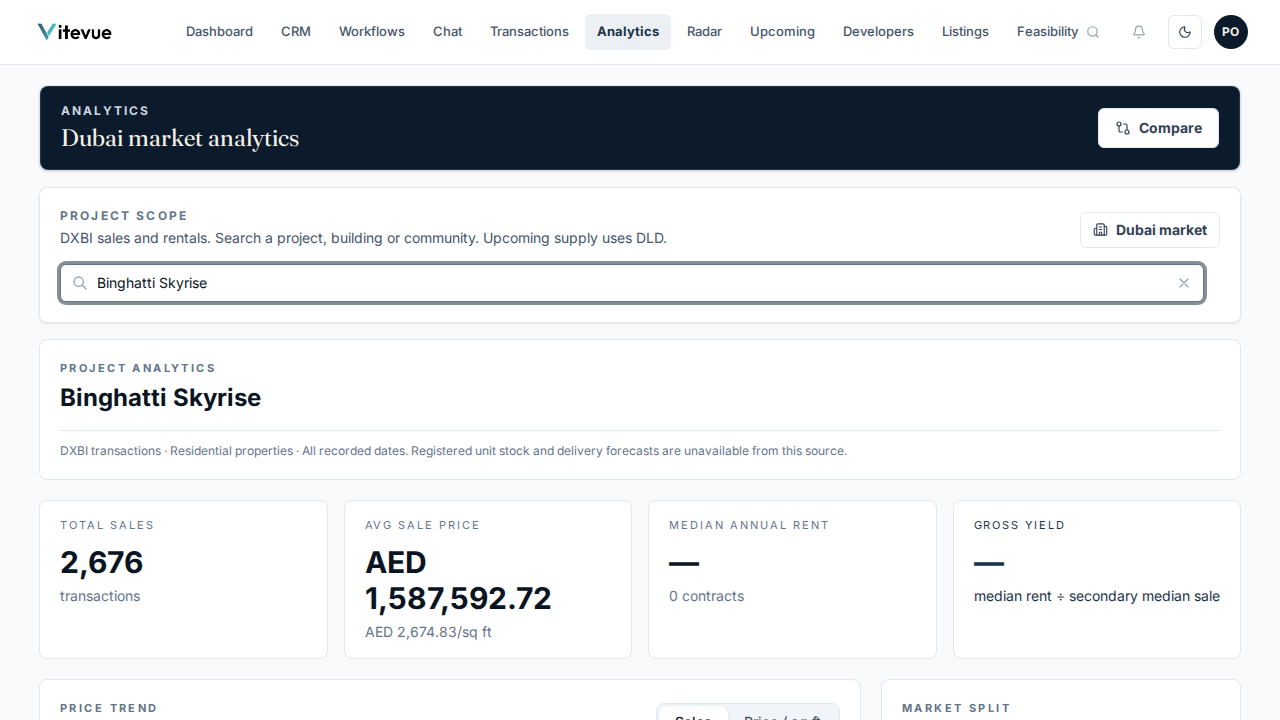 Vitevue
Dashboard CRM Workflows Chat Transactions Analytics Radar Upcoming Developers Listings Feasibility PO
ANALYTICS
Dubai market analytics
Compare
PROJECT SCOPE
DXBI sales and rentals. Search a project, building or community. Upcoming supply uses DLD.
Dubai market
Binghatti Skyrise
PROJECT ANALYTICS
Binghatti Skyrise
DXBI transactions · Residential properties · All recorded dates. Registered unit stock and delivery forecasts are unavailable from this source.
TOTAL SALES
2,676
transactions
AVG SALE PRICE
AED
1,587,592.72
AED 2,674.83/sq ft
MEDIAN ANNUAL RENT
—
0 contracts
GROSS YIELD
—
median rent ÷ secondary median sale
PRICE TREND
Sales Price / sq ft
MARKET SPLIT